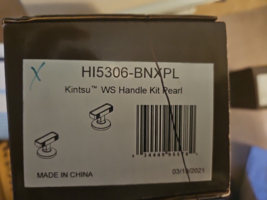 X
HI5306-BNXPL
Kintsu™ WS Handle Kit Pearl
MADE IN CHINA
03/19/2021